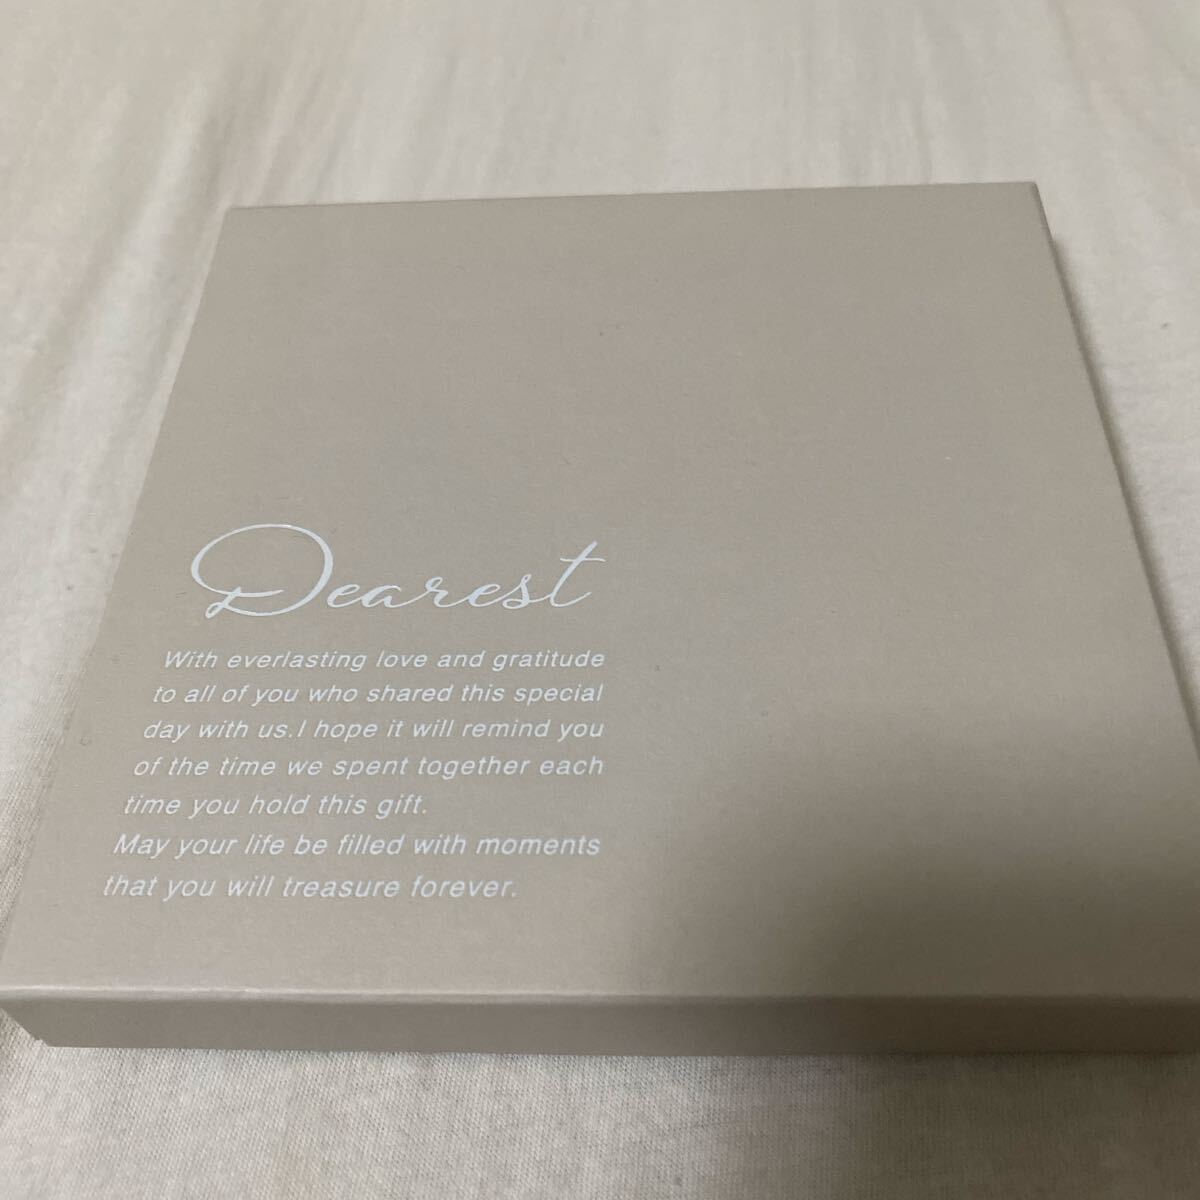 Dearest
With everlasting love and gratitude
to all of you who shared this special
day with us.I hope it will remind you
of the time we spent together each
time you hold this gift.
May your life be filled with moments
that you will treasure forever.